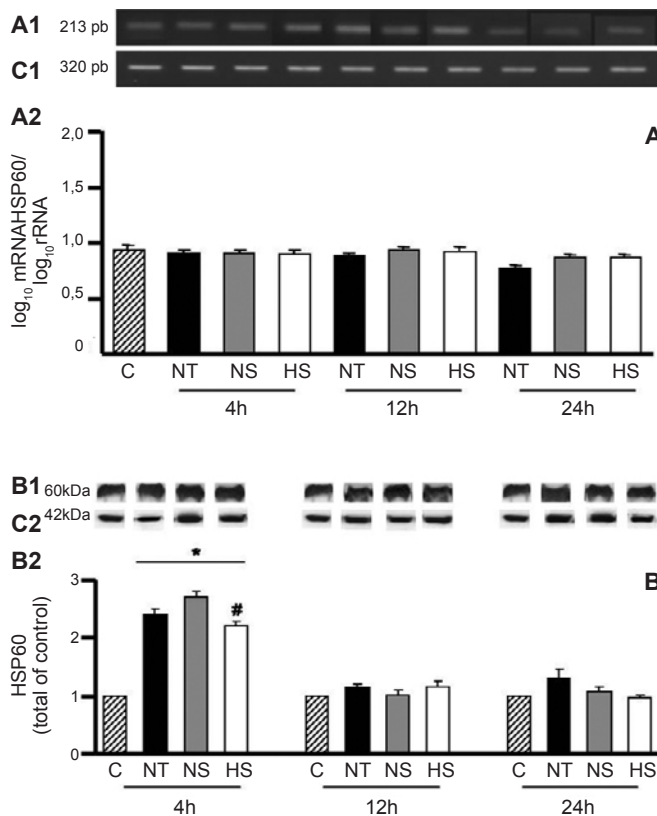 A1 213 pb
C1 320 pb
A2
A
log10 mRNAHSP60/
log10rRNA
2,0
1,5
1,0
0,5
0
C NT NS HS NT NS HS NT NS HS
4h 12h 24h
B1 60kDa
C2 42kDa
B2
B
*
#
HSP60
(total of control)
3
2
1
0
C NT NS HS C NT NS HS C NT NS HS
4h 12h 24h